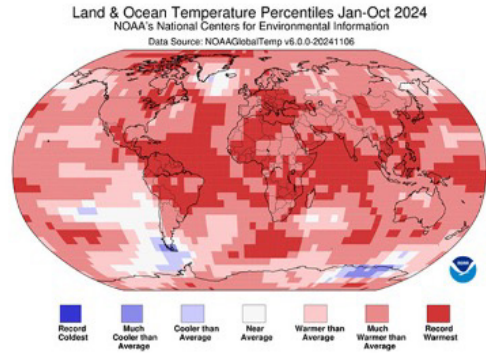 Land & Ocean Temperature Percentiles Jan-Oct 2024
NOAA's National Centers for Environmental Information
Data Source: NOAAGlobalTemp v6.0.0-20241106
NOAA
Record
Coldest
Much
Cooler than
Average
Cooler than
Average
Near
Average
Warmer than
Average
Much
Warmer than
Average
Record
Warmest